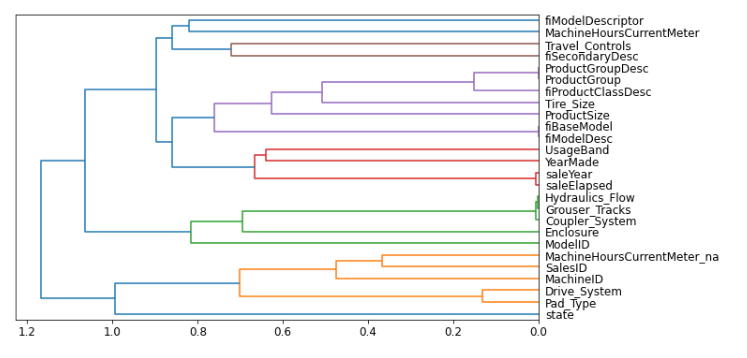 fiModelDescriptor
MachineHoursCurrentMeter
Travel_Controls
fiSecondaryDesc
ProductGroupDesc
ProductGroup
fiProductClassDesc
Tire_Size
ProductSize
fiBaseModel
fiModelDesc
UsageBand
YearMade
saleYear
saleElapsed
Hydraulics_Flow
Grouser_Tracks
Coupler_System
Enclosure
ModelID
MachineHoursCurrentMeter_na
SalesID
MachineID
Drive_System
Pad_Type
state
1.2 1.0 0.8 0.6 0.4 0.2 0.0